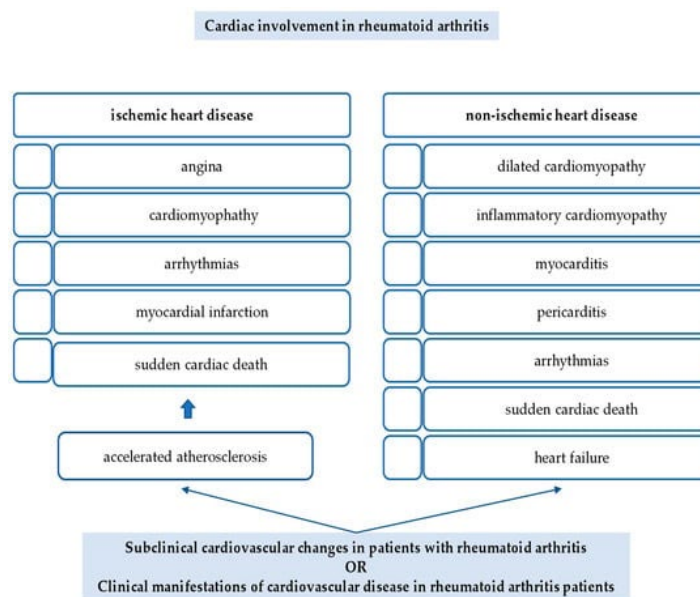 Cardiac involvement in rheumatoid arthritis
ischemic heart disease
angina
cardiomyophathy
arrhythmias
myocardial infarction
sudden cardiac death
accelerated atherosclerosis
non-ischemic heart disease
dilated cardiomyopathy
inflammatory cardiomyopathy
myocarditis
pericarditis
arrhythmias
sudden cardiac death
heart failure
Subclinical cardiovascular changes in patients with rheumatoid arthritis
OR
Clinical manifestations of cardiovascular disease in rheumatoid arthritis patients